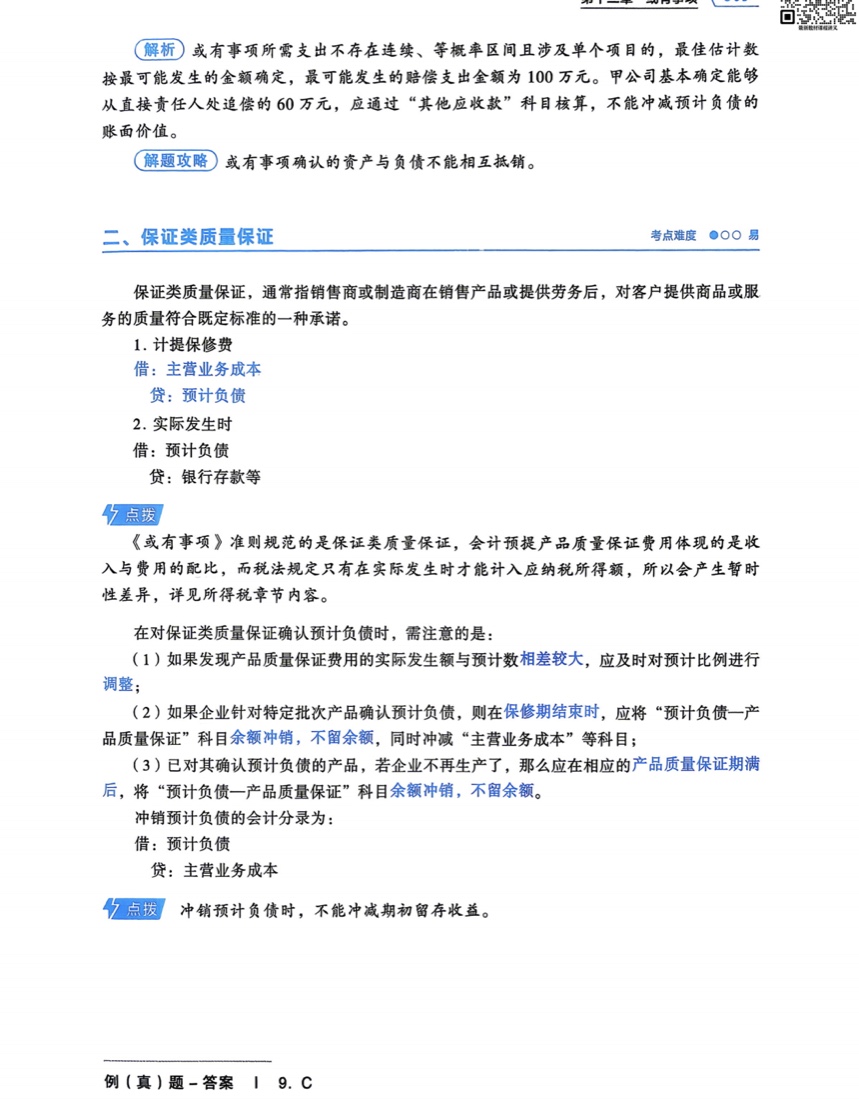 解析 或有事项所需支出不存在连续、等概率区间且涉及单个项目的，最佳估计数
按最可能发生的金额确定，最可能发生的赔偿支出金额为 100 万元。甲公司基本确定能够
从直接责任人处追偿的 60 万元，应通过“其他应收款”科目核算，不能冲减预计负债的
账面价值。
解题攻略 或有事项确认的资产与负债不能相互抵销。
二、保证类质量保证 考点难度 易
保证类质量保证，通常指销售商或制造商在销售产品或提供劳务后，对客户提供商品或服
务的质量符合既定标准的一种承诺。
1. 计提保修费
借：主营业务成本
贷：预计负债
2. 实际发生时
借：预计负债
贷：银行存款等
点拨
《或有事项》准则规范的是保证类质量保证，会计预提产品质量保证费用体现的是收
入与费用的配比，而税法规定只有在实际发生时才能计入应纳税所得额，所以会产生暂时
性差异，详见所得税章节内容。
在对保证类质量保证确认预计负债时，需注意的是：
（1）如果发现产品质量保证费用的实际发生额与预计数相差较大，应及时对预计比例进行
调整；
（2）如果企业针对特定批次产品确认预计负债，则在保修期结束时，应将“预计负债—产
品质量保证”科目余额冲销，不留余额，同时冲减“主营业务成本”等科目；
（3）已对其确认预计负债的产品，若企业不再生产了，那么应在相应的产品质量保证期满
后，将“预计负债—产品质量保证”科目余额冲销，不留余额。
冲销预计负债的会计分录为：
借：预计负债
贷：主营业务成本
点拨 冲销预计负债时，不能冲减期初留存收益。
例（真）题－答案 | 9. C